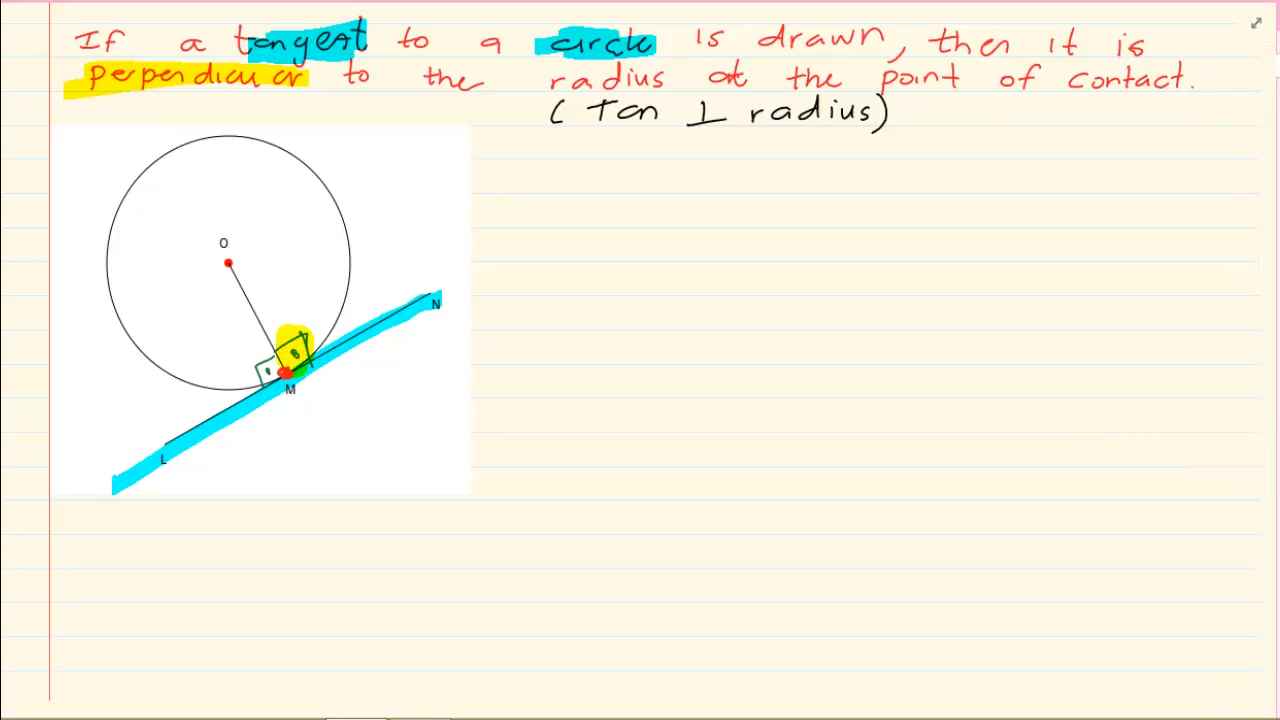 If a tangent to a circle is drawn, then it is
perpendicular to the radius at the point of contact.
(Tan ⊥ radius)
O
N
M
L